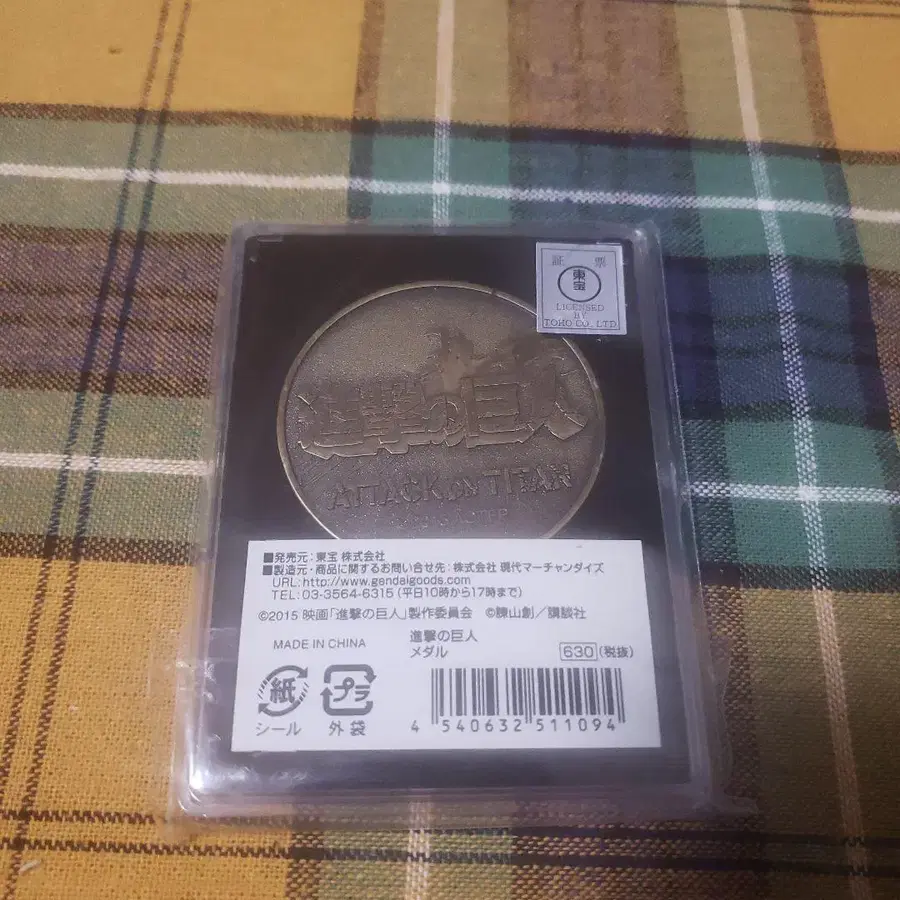 証 票
東宝
LICENSED
BY
TOHO CO., LTD.
進撃の巨人
ATTACK ON TITAN
■発売元：東宝 株式会社
■製造元・商品に関するお問い合せ先：株式会社 現代マーチャンダイズ
URL:http://www.gendaigoods.com
TEL:03-3564-6315(平日10時から17時まで)
©2015 映画「進撃の巨人」製作委員会 ©諫山創／講談社
MADE IN CHINA
進撃の巨人
メダル
630(税抜)
紙
シール
プラ
外袋
4 540632 511094